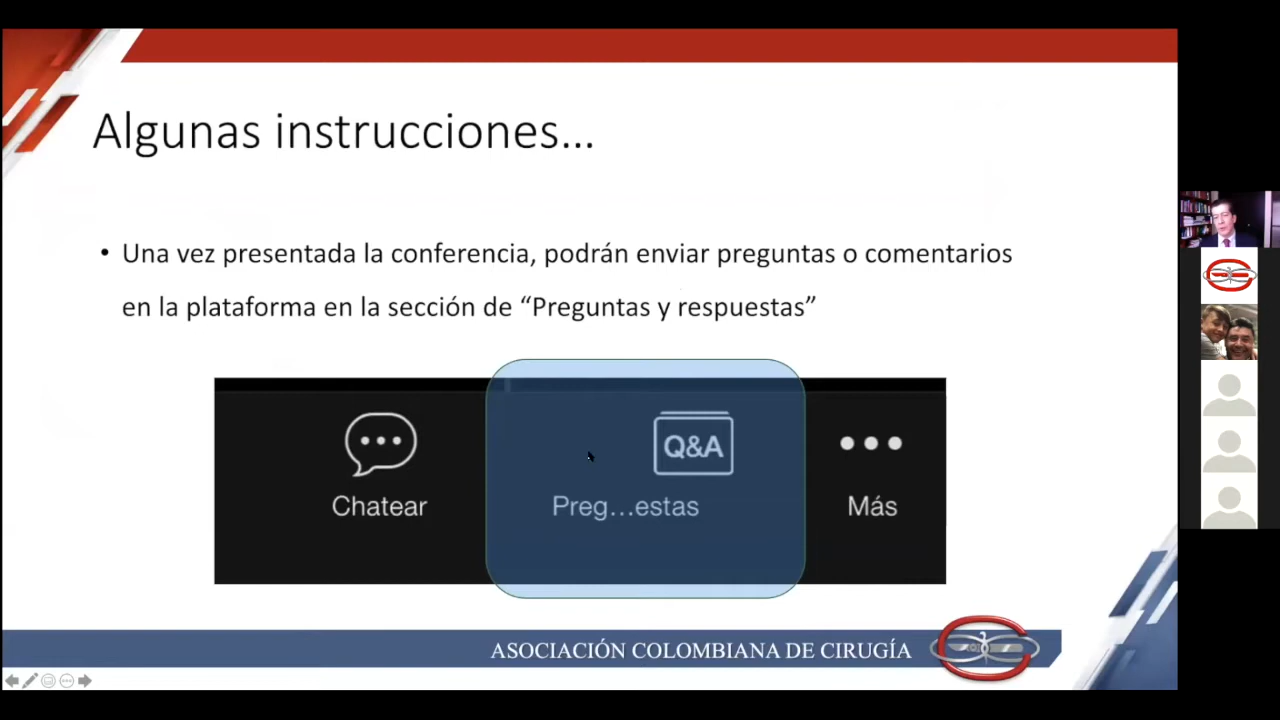 Algunas instrucciones...
• Una vez presentada la conferencia, podrán enviar preguntas o comentarios
en la plataforma en la sección de “Preguntas y respuestas”
Q&A
Chatear
Preg...estas
Más
ASOCIACIÓN COLOMBIANA DE CIRUGÍA